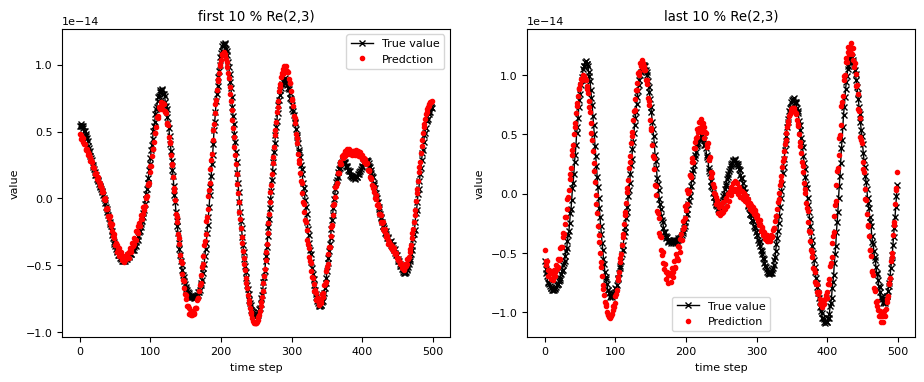 first 10 % Re(2,3)
1e−14
True value
Predction
1.0
0.5
0.0
−0.5
−1.0
value
0
100
200
300
400
500
time step
last 10 % Re(2,3)
1e−14
1.0
0.5
0.0
−0.5
−1.0
value
True value
Prediction
0
100
200
300
400
500
time step